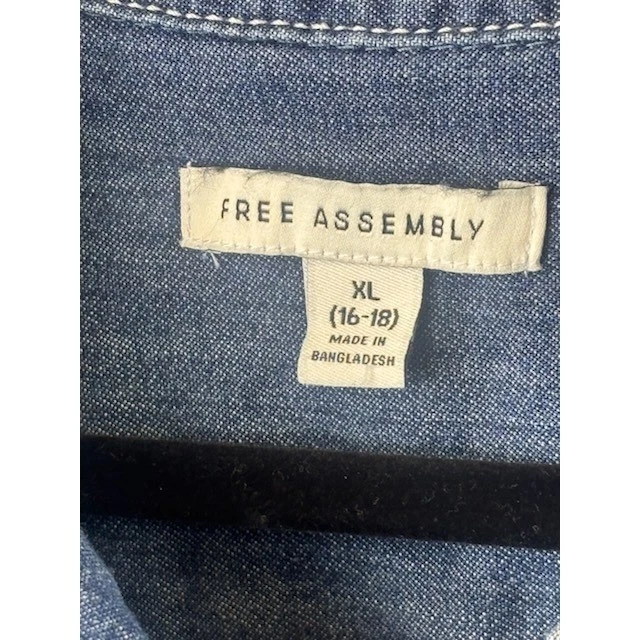 FREE ASSEMBLY
XL
(16-18)
MADE IN
BANGLADESH